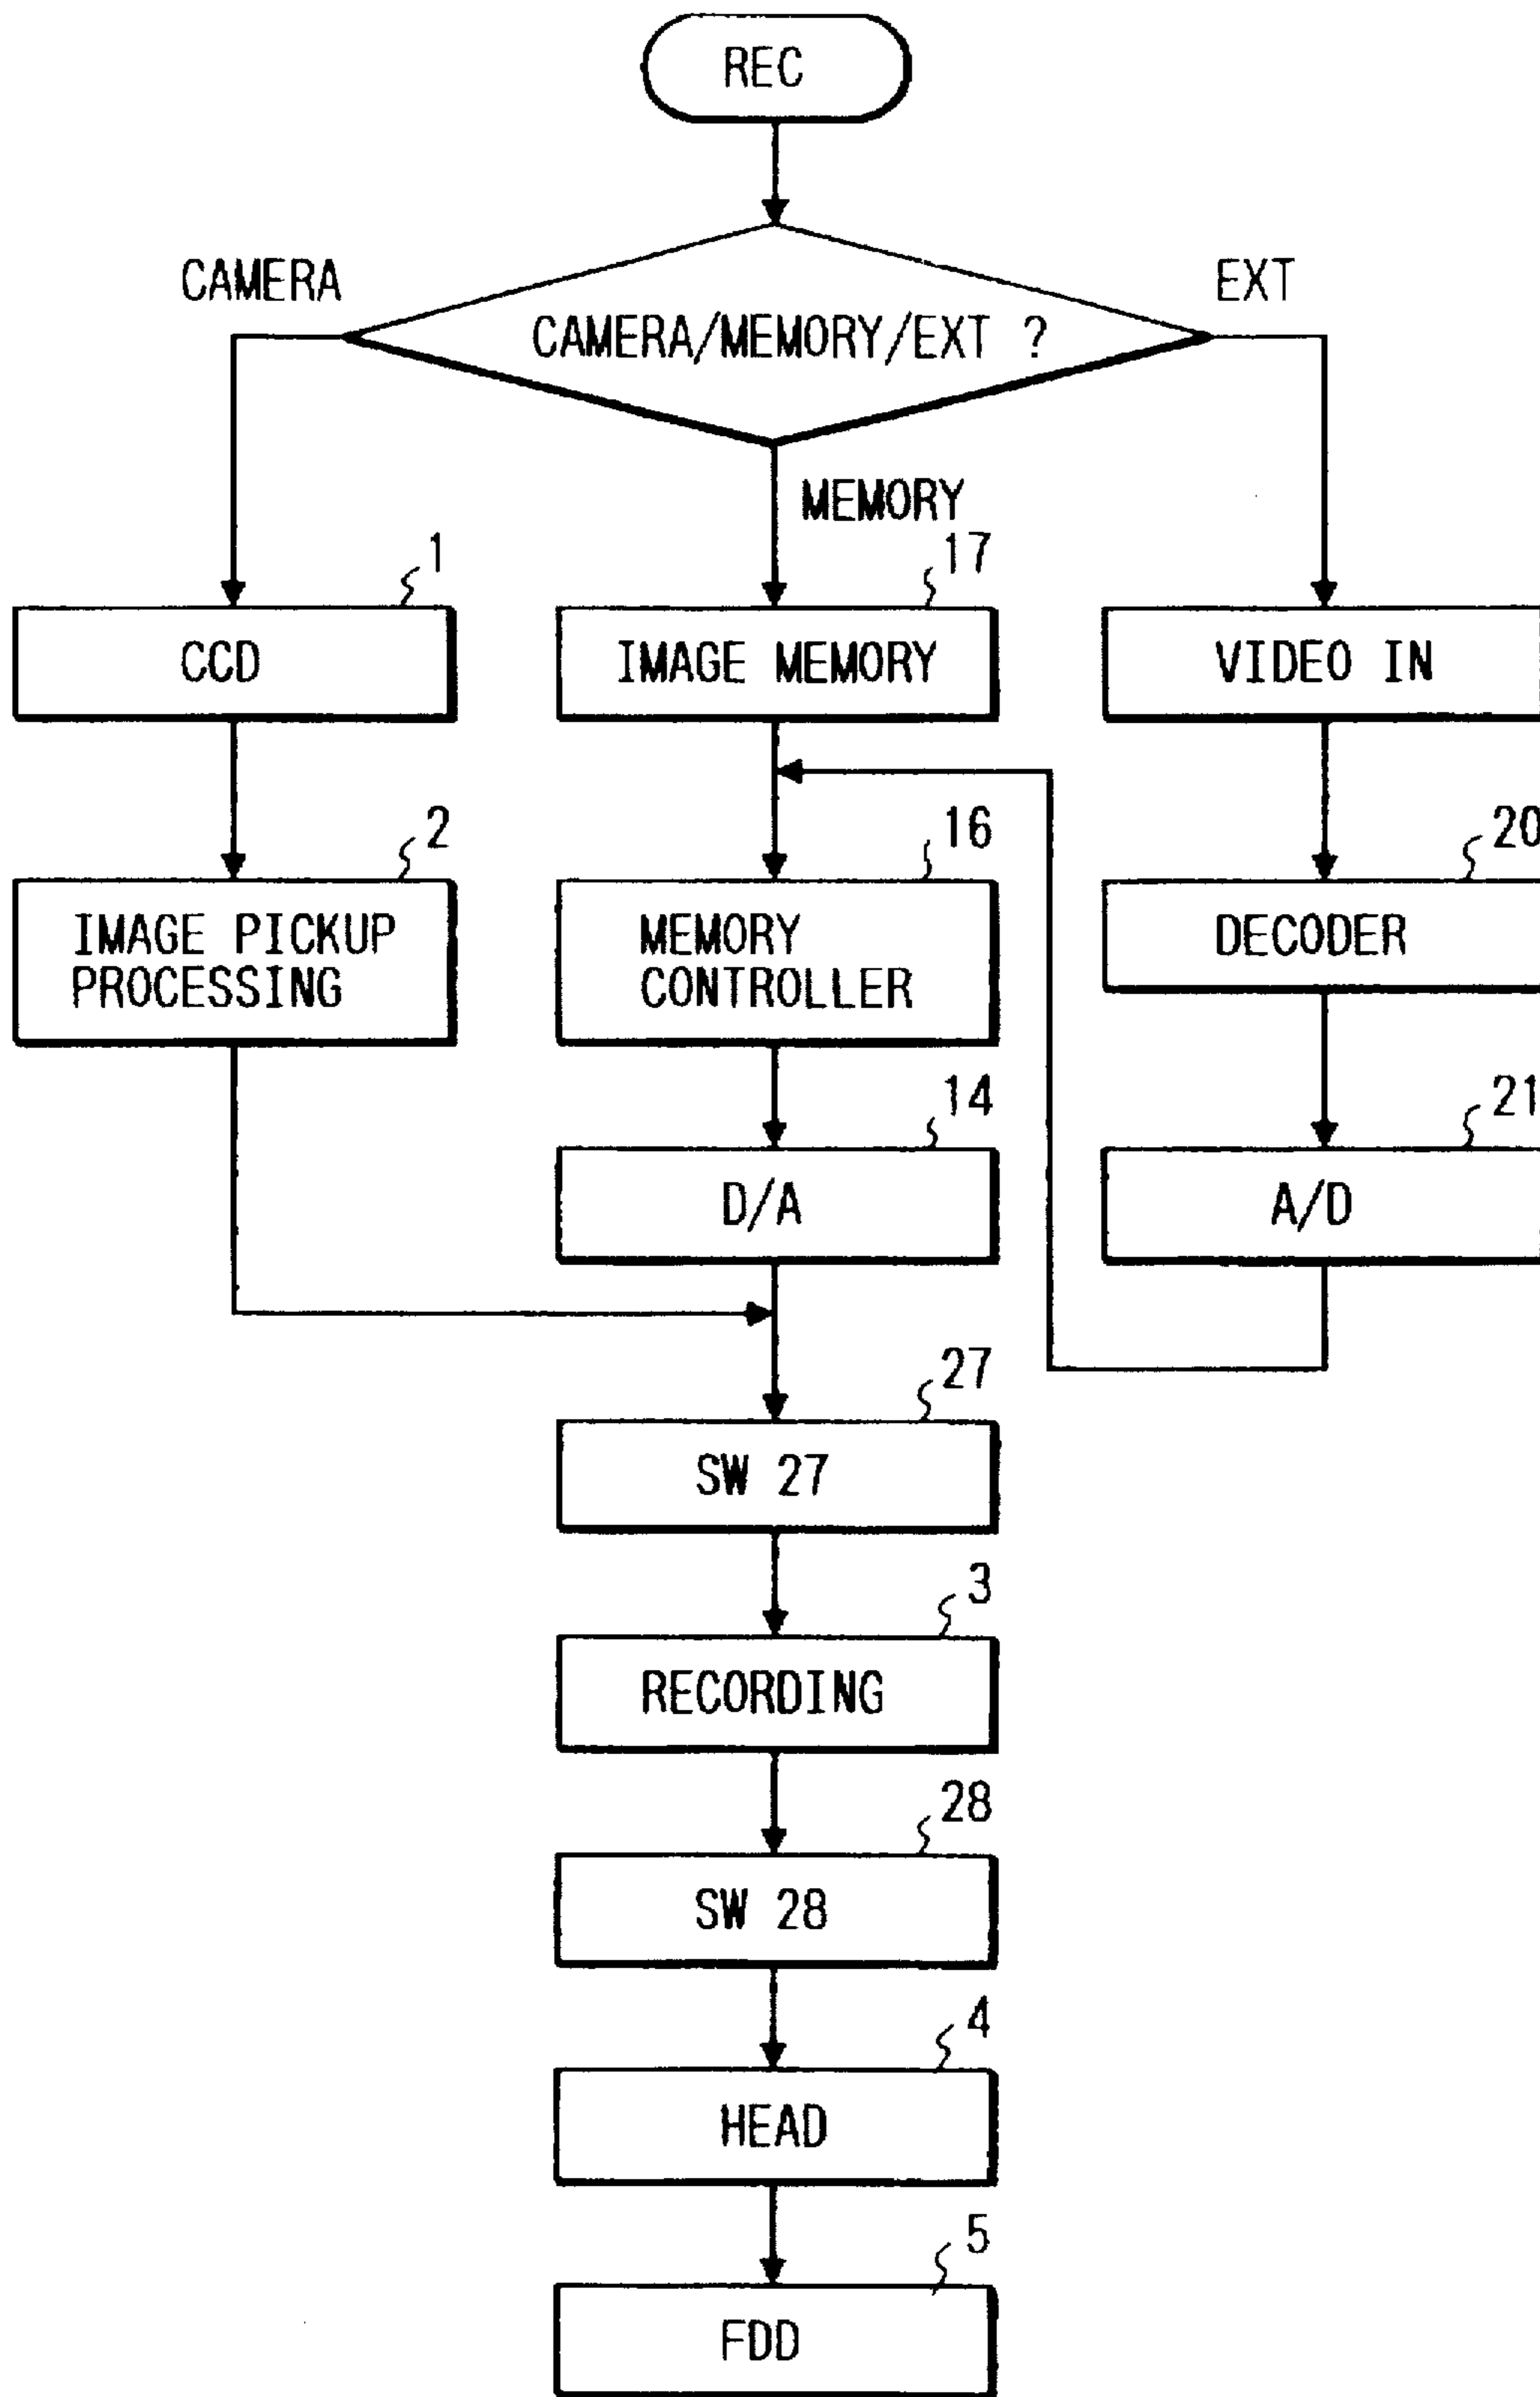 REC
CAMERA
EXT
CAMERA/MEMORY/EXT ?
MEMORY
1
17
CCD
IMAGE MEMORY
VIDEO IN
2
16
20
IMAGE PICKUP
PROCESSING
MEMORY
CONTROLLER
DECODER
14
21
D/A
A/D
27
SW 27
3
RECORDING
28
SW 28
4
HEAD
5
FDD